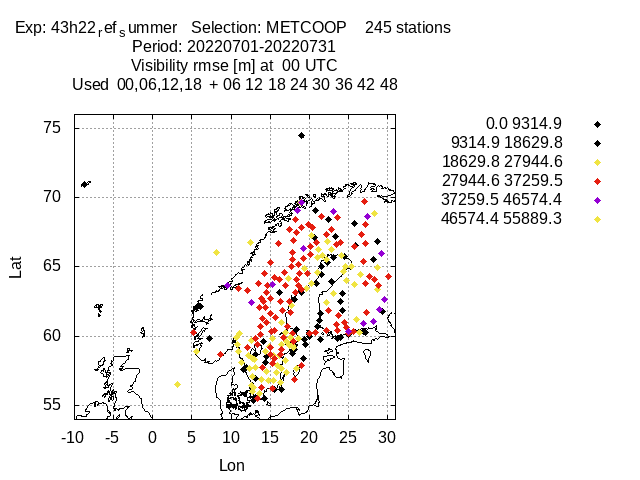 Exp: 43h22refsummer   Selection: METCOOP    245 stations
Period: 20220701-20220731
Visibility rmse [m] at  00 UTC
Used  00,06,12,18  + 06 12 18 24 30 36 42 48
0.0 9314.9
9314.9 18629.8
18629.8 27944.6
27944.6 37259.5
37259.5 46574.4
46574.4 55889.3
75
70
65
60
55
Lat
-10 -5 0 5 10 15 20 25 30
Lon